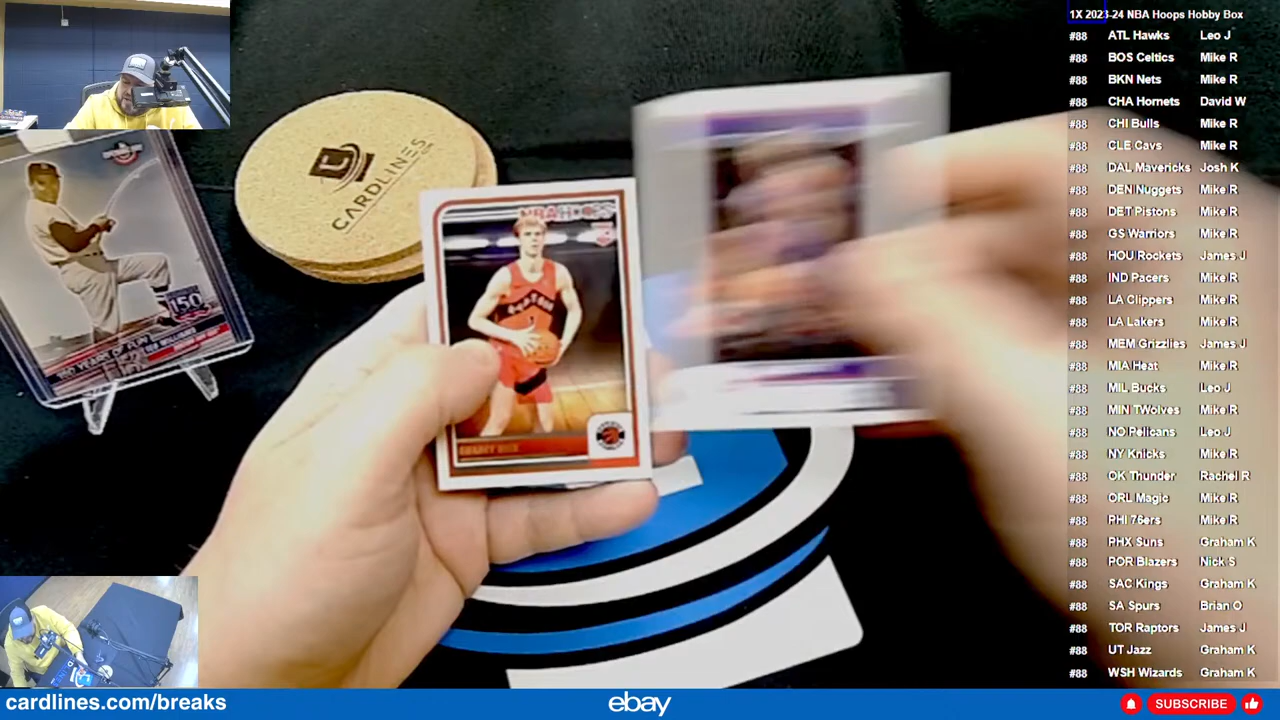 1X 2023-24 NBA Hoops Hobby Box
#88 ATL Hawks Leo J
#88 BOS Celtics Mike R
#88 BKN Nets Mike R
#88 CHA Hornets David W
#88 CHI Bulls Mike R
#88 CLE Cavs Mike R
#88 DAL Mavericks Josh K
#88 DEN Nuggets Mike R
#88 DET Pistons Mike R
#88 GS Warriors Mike R
#88 HOU Rockets James J
#88 IND Pacers Mike R
#88 LA Clippers Mike R
#88 LA Lakers Mike R
#88 MEM Grizzlies James J
#88 MIA Heat Mike R
#88 MIL Bucks Leo J
#88 MIN TWolves Mike R
#88 NO Pelicans Leo J
#88 NY Knicks Mike R
#88 OK Thunder Rachel R
#88 ORL Magic Mike R
#88 PHI 76ers Mike R
#88 PHX Suns Graham K
#88 POR Blazers Nick S
#88 SAC Kings Graham K
#88 SA Spurs Brian O
#88 TOR Raptors James J
#88 UT Jazz Graham K
#88 WSH Wizards Graham K
CARDLINES
NBA HOOPS
150
150 YEARS OF FUN
TED WILLIAMS
cardlines.com/breaks
ebay
SUBSCRIBE